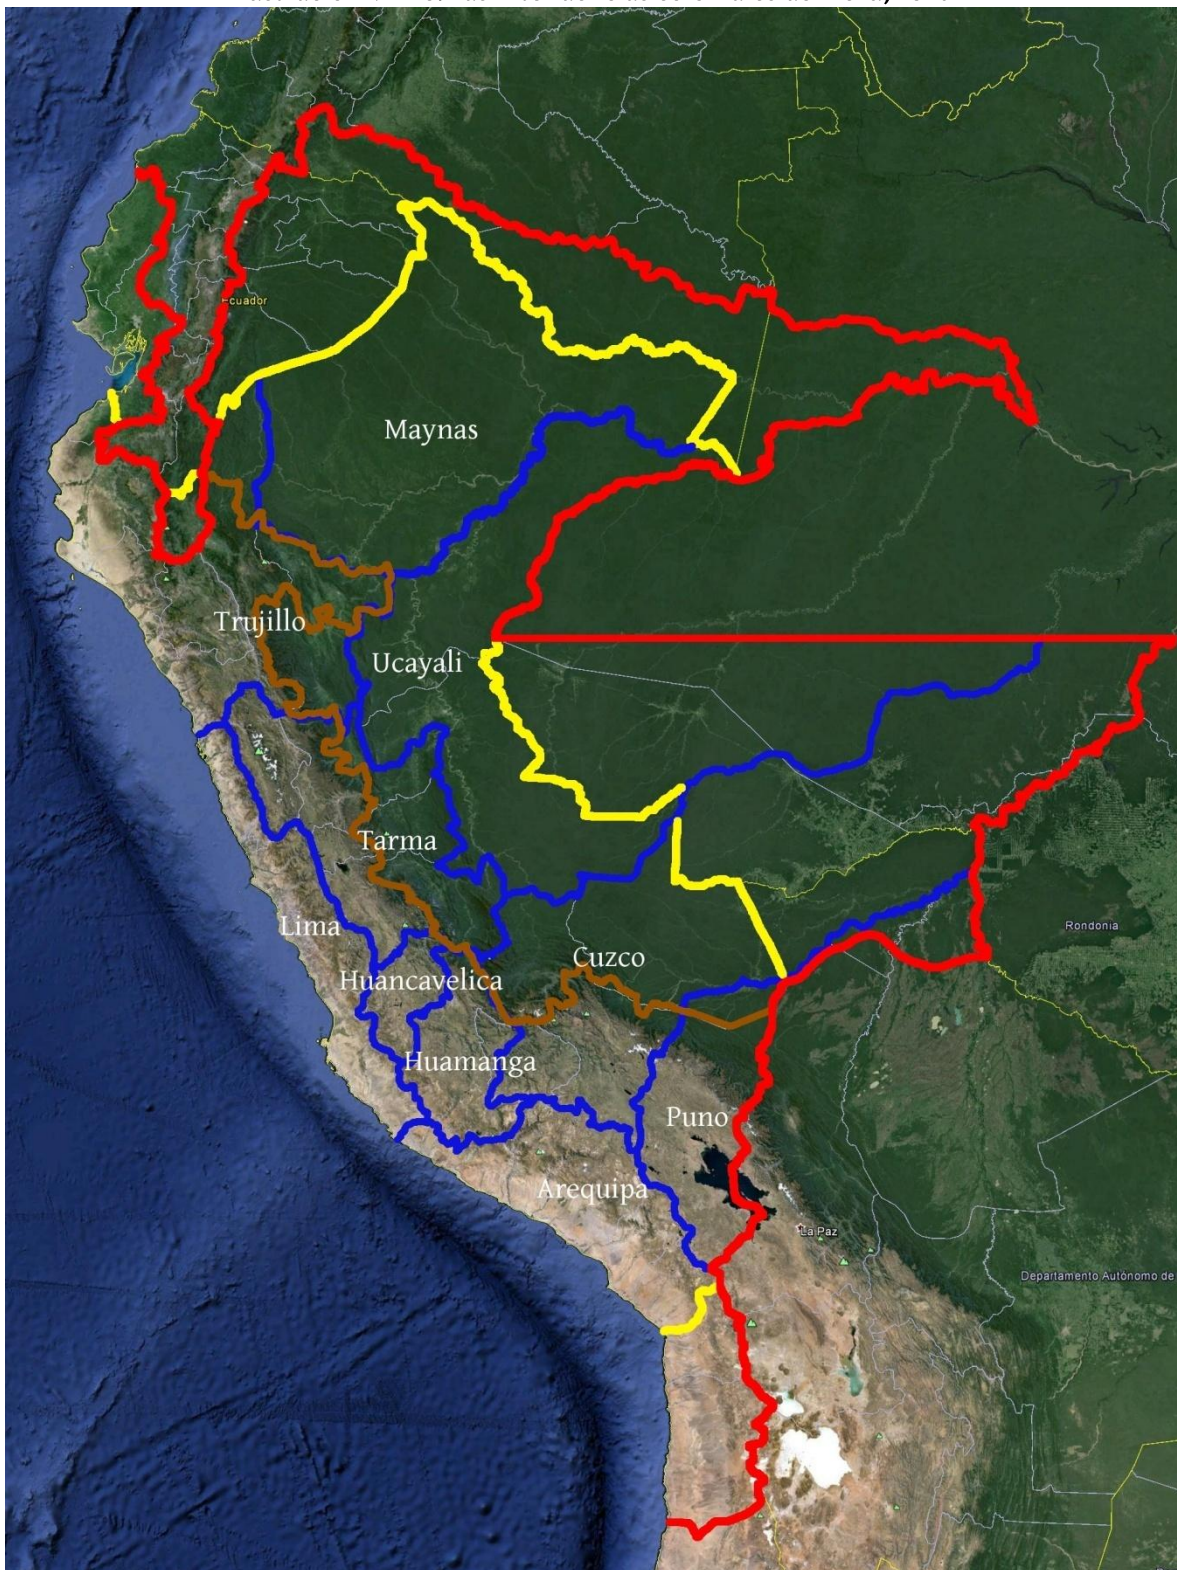 Ecuador
Maynas
Trujillo
Ucayali
Tarma
Lima
Rondonia
Cuzco
Huancavelica
Huamanga
Puno
Arequipa
La Paz
Departamento Autónomo de